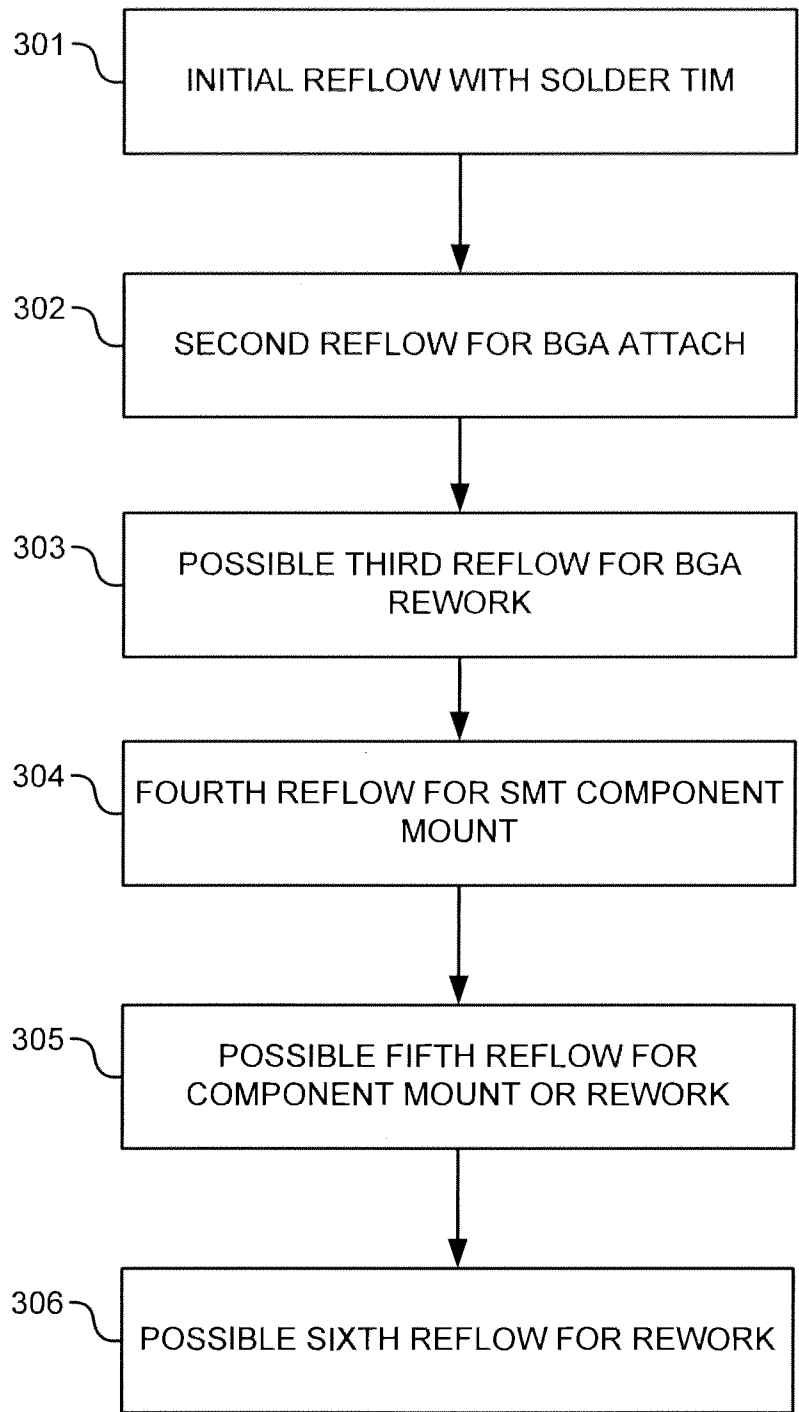 301
INITIAL REFLOW WITH SOLDER TIM
302
SECOND REFLOW FOR BGA ATTACH
303
POSSIBLE THIRD REFLOW FOR BGA
REWORK
304
FOURTH REFLOW FOR SMT COMPONENT
MOUNT
305
POSSIBLE FIFTH REFLOW FOR
COMPONENT MOUNT OR REWORK
306
POSSIBLE SIXTH REFLOW FOR REWORK